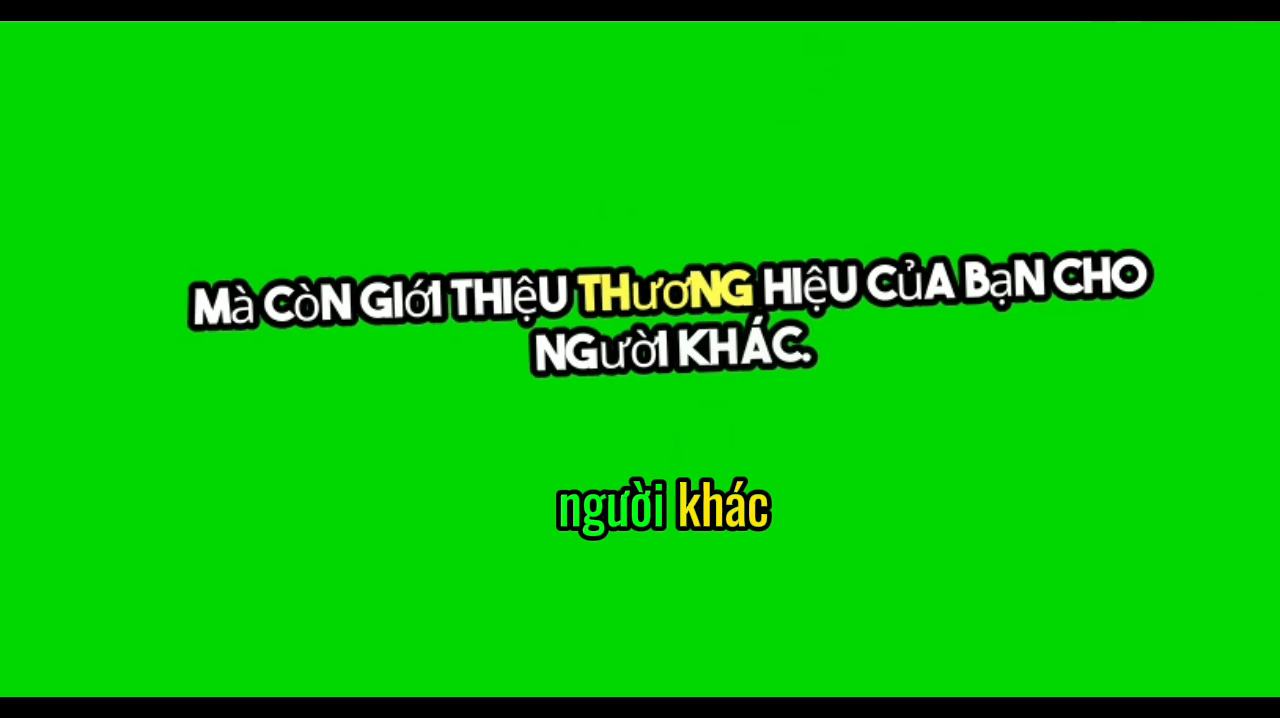 Mà CÒN GIớI THIệU THươNG HIệU CủA BạN CHO
NGườI KHÁC.
người khác